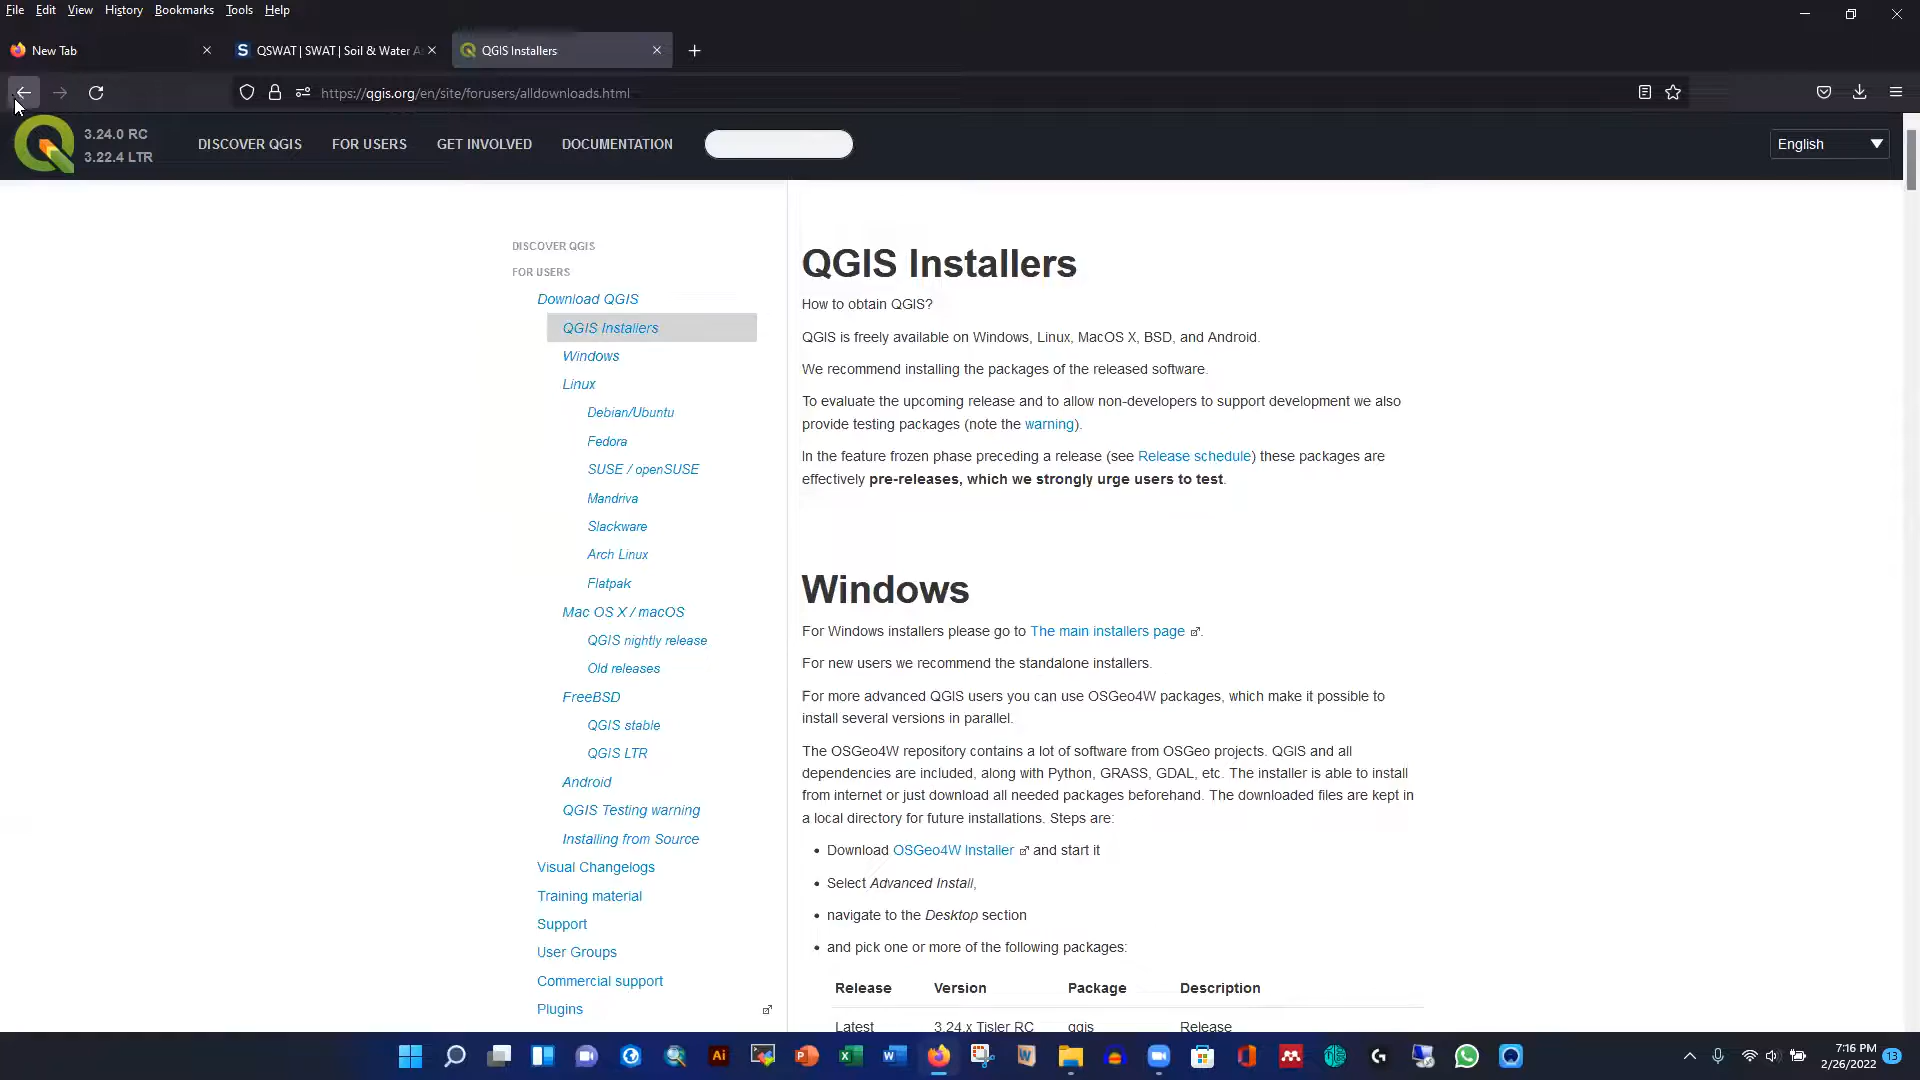 File Edit View History Bookmarks Tools Help
New Tab
QSWAT | SWAT | Soil & Water A
QGIS Installers
https://qgis.org/en/site/forusers/alldownloads.html
3.24.0 RC
3.22.4 LTR
DISCOVER QGIS FOR USERS GET INVOLVED DOCUMENTATION
English
DISCOVER QGIS
FOR USERS
Download QGIS
QGIS Installers
Windows
Linux
Debian/Ubuntu
Fedora
SUSE / openSUSE
Mandriva
Slackware
Arch Linux
Flatpak
Mac OS X / macOS
QGIS nightly release
Old releases
FreeBSD
QGIS stable
QGIS LTR
Android
QGIS Testing warning
Installing from Source
Visual Changelogs
Training material
Support
User Groups
Commercial support
Plugins
QGIS Installers
How to obtain QGIS?
QGIS is freely available on Windows, Linux, MacOS X, BSD, and Android.
We recommend installing the packages of the released software.
To evaluate the upcoming release and to allow non-developers to support development we also
provide testing packages (note the warning).
In the feature frozen phase preceding a release (see Release schedule) these packages are
effectively pre-releases, which we strongly urge users to test.
Windows
For Windows installers please go to The main installers page.
For new users we recommend the standalone installers.
For more advanced QGIS users you can use OSGeo4W packages, which make it possible to
install several versions in parallel.
The OSGeo4W repository contains a lot of software from OSGeo projects. QGIS and all
dependencies are included, along with Python, GRASS, GDAL, etc. The installer is able to install
from internet or just download all needed packages beforehand. The downloaded files are kept in
a local directory for future installations. Steps are:
• Download OSGeo4W Installer and start it
• Select Advanced Install,
• navigate to the Desktop section
• and pick one or more of the following packages:
Release Version Package Description
Latest 3.24.x Tisler RC qgis Release
Ai
7:16 PM
2/26/2022
13